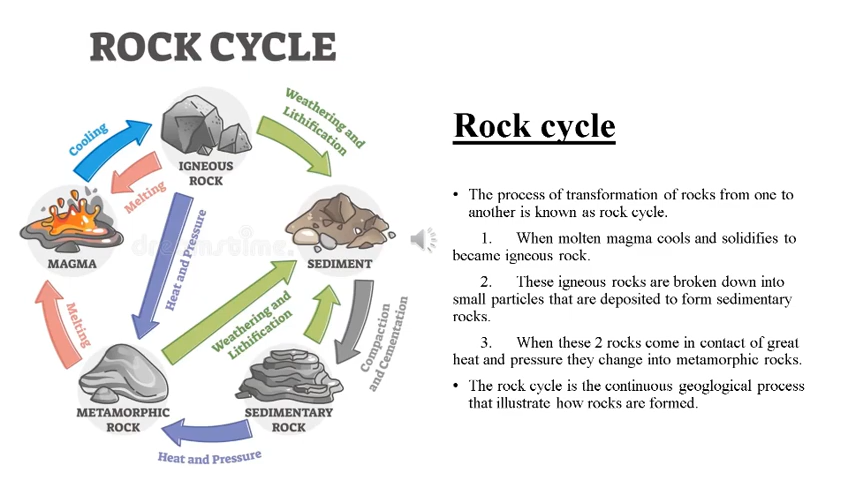 ROCK CYCLE
Weathering and
Lithification
Cooling
IGNEOUS
ROCK
Melting
Heat and Pressure
dreamstime
MAGMA
SEDIMENT
Melting
Weathering and
Lithification
Compaction
and Cementation
METAMORPHIC
ROCK
SEDIMENTARY
ROCK
Heat and Pressure
Rock cycle
• The process of transformation of rocks from one to
another is known as rock cycle.
1. When molten magma cools and solidifies to
became igneous rock.
2. These igneous rocks are broken down into
small particles that are deposited to form sedimentary
rocks.
3. When these 2 rocks come in contact of great
heat and pressure they change into metamorphic rocks.
• The rock cycle is the continuous geoglogical process
that illustrate how rocks are formed.